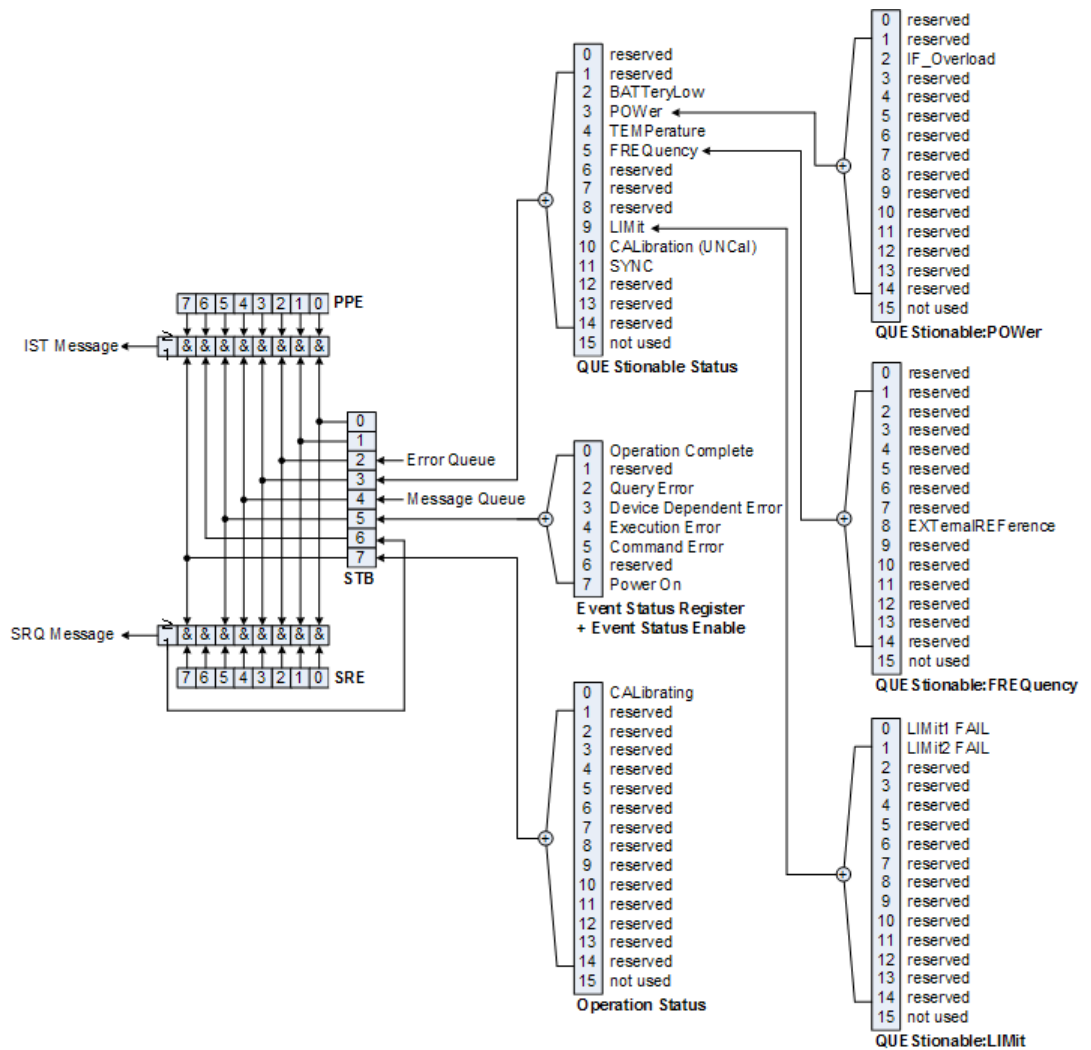 0 reserved
1 reserved
2 BATTeryLow
3 POWer
4 TEMPerature
5 FREQuency
6 reserved
7 reserved
8 reserved
9 LIMit
10 CALibration (UNCal)
11 SYNC
12 reserved
13 reserved
14 reserved
15 not used
QUEStionable Status
0 reserved
1 reserved
2 IF_Overload
3 reserved
4 reserved
5 reserved
6 reserved
7 reserved
8 reserved
9 reserved
10 reserved
11 reserved
12 reserved
13 reserved
14 reserved
15 not used
QUEStionable:POWer
7 6 5 4 3 2 1 0 PPE
IST Message ≥1 & & & & & & & &
0
1
2 Error Queue
3
4 Message Queue
5
6
7
STB
SRQ Message ≥1 & & & & & & & &
7 6 5 4 3 2 1 0 SRE
0 Operation Complete
1 reserved
2 Query Error
3 Device Dependent Error
4 Execution Error
5 Command Error
6 reserved
7 Power On
Event Status Register
+ Event Status Enable
0 reserved
1 reserved
2 reserved
3 reserved
4 reserved
5 reserved
6 reserved
7 reserved
8 EXTernalREFerence
9 reserved
10 reserved
11 reserved
12 reserved
13 reserved
14 reserved
15 not used
QUEStionable:FREQuency
0 CALibrating
1 reserved
2 reserved
3 reserved
4 reserved
5 reserved
6 reserved
7 reserved
8 reserved
9 reserved
10 reserved
11 reserved
12 reserved
13 reserved
14 reserved
15 not used
Operation Status
0 LIMit1 FAIL
1 LIMit2 FAIL
2 reserved
3 reserved
4 reserved
5 reserved
6 reserved
7 reserved
8 reserved
9 reserved
10 reserved
11 reserved
12 reserved
13 reserved
14 reserved
15 not used
QUEStionable:LIMit